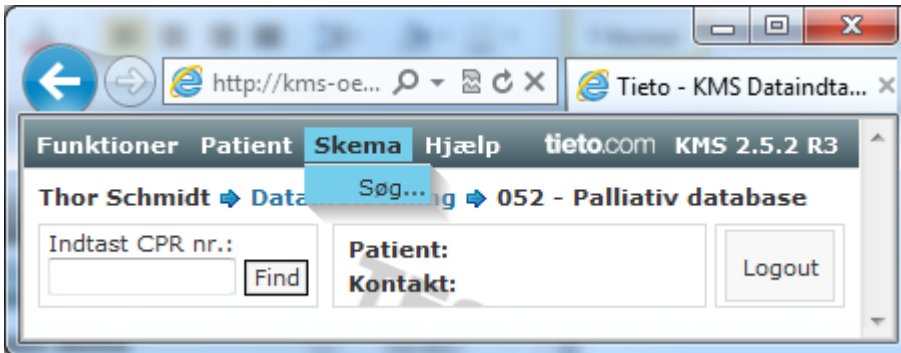 http://kms-oe...
Tieto - KMS Dataindta...
Funktioner Patient Skema Hjælp tieto.com KMS 2.5.2 R3
Søg...
Thor Schmidt Data ng 052 - Palliativ database
Indtast CPR nr.:
Find
Patient:
Kontakt:
Logout